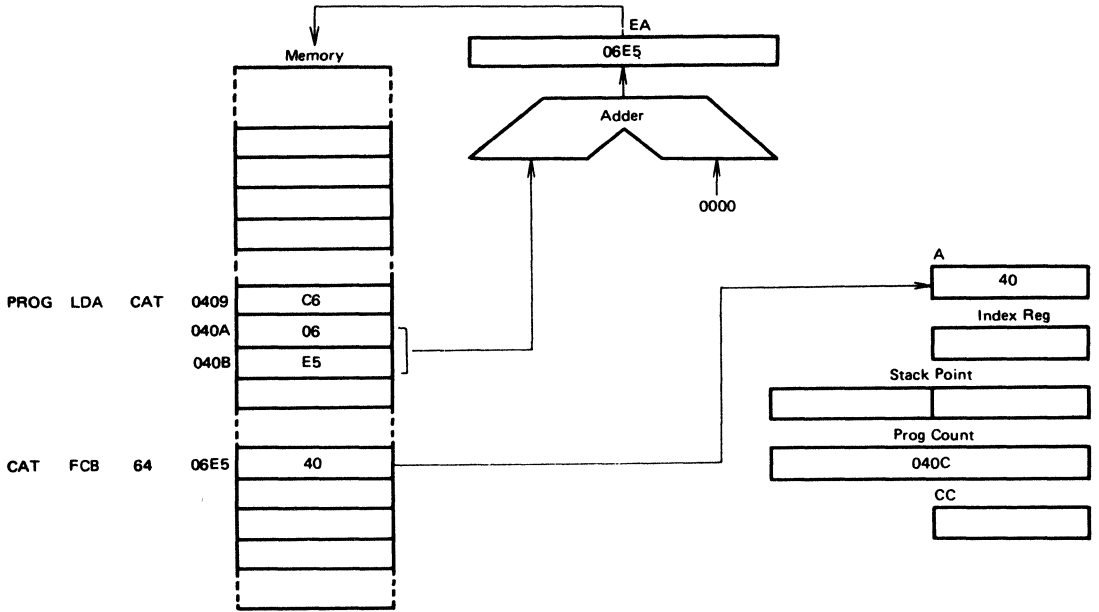 EA
06E5
Memory
Adder
0000
A
PROG LDA CAT 0409 C6
40
Index Reg
040A 06
040B E5
Stack Point
Prog Count
CAT FCB 64 06E5 40
040C
CC